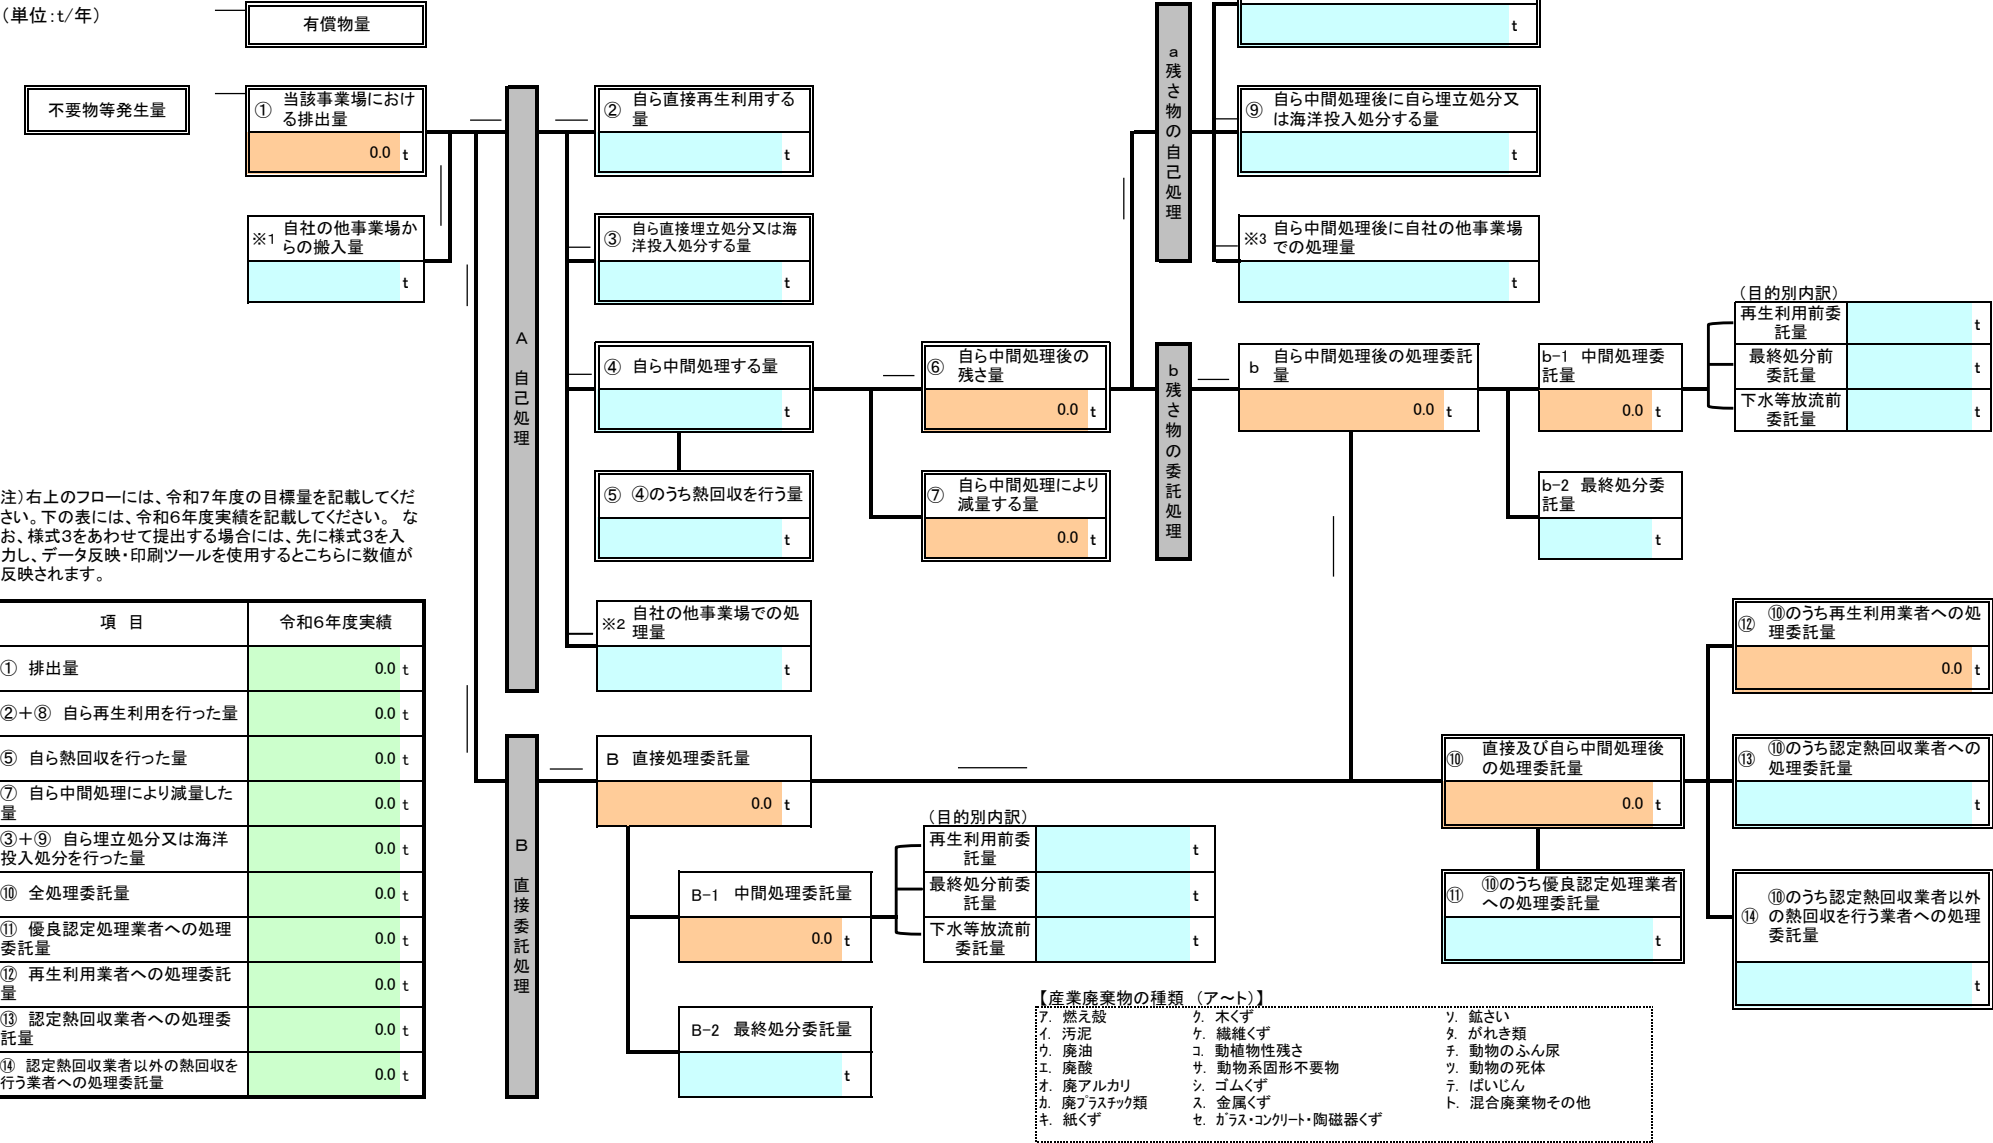 （単位：t/年）
有償物量
t
不要物等発生量
① 当該事業場におけ
る排出量
0.0 t
※1 自社の他事業場か
らの搬入量
t
A 自己処理
② 自ら直接再生利用する
量
t
③ 自ら直接埋立処分又は海
洋投入処分する量
t
④ 自ら中間処理する量
t
⑤ ④のうち熱回収を行う量
t
※2 自社の他事業場での処
理量
t
⑥ 自ら中間処理後の
残さ量
0.0 t
⑦ 自ら中間処理により
減量する量
0.0 t
a 残さ物の自己処理
⑨ 自ら中間処理後に自ら埋立処分又
は海洋投入処分する量
t
※3 自ら中間処理後に自社の他事業場
での処理量
t
b 残さ物の委託処理
b 自ら中間処理後の処理委託
量
0.0 t
b-1 中間処理委
託量
0.0 t
b-2 最終処分委
託量
t
（目的別内訳）
再生利用前委
託量
t
最終処分前
委託量
t
下水等放流前
委託量
t
注）右上のフローには、令和7年度の目標量を記載してくだ
さい。下の表には、令和6年度実績を記載してください。 な
お、様式3をあわせて提出する場合には、先に様式3を入
力し、データ反映・印刷ツールを使用するとこちらに数値が
反映されます。
項 目 令和6年度実績
① 排出量 0.0 t
②＋⑧ 自ら再生利用を行った量 0.0 t
⑤ 自ら熱回収を行った量 0.0 t
⑦ 自ら中間処理により減量した
量 0.0 t
③＋⑨ 自ら埋立処分又は海洋
投入処分を行った量 0.0 t
⑩ 全処理委託量 0.0 t
⑪ 優良認定処理業者への処理
委託量 0.0 t
⑫ 再生利用業者への処理委託
量 0.0 t
⑬ 認定熱回収業者への処理委
託量 0.0 t
⑭ 認定熱回収業者以外の熱回収を
行う業者への処理委託量 0.0 t
B 直接委託処理
B 直接処理委託量
0.0 t
B-1 中間処理委託量
0.0 t
B-2 最終処分委託量
t
（目的別内訳）
再生利用前委
託量
t
最終処分前委
託量
t
下水等放流前
委託量
t
⑩ 直接及び自ら中間処理後
の処理委託量
0.0 t
⑪ ⑩のうち優良認定処理業者
への処理委託量
t
⑫ ⑩のうち再生利用業者への処
理委託量
0.0 t
⑬ ⑩のうち認定熱回収業者への
処理委託量
t
⑭ ⑩のうち認定熱回収業者以外
の熱回収を行う業者への処理
委託量
t
【産業廃棄物の種類 （ア～ト）】
ア. 燃え殻
イ. 汚泥
ウ. 廃油
エ. 廃酸
オ. 廃アルカリ
カ. 廃プラスチック類
キ. 紙くず
ク. 木くず
ケ. 繊維くず
コ. 動植物性残さ
サ. 動物系固形不要物
シ. ゴムくず
ス. 金属くず
セ. ガラス・コンクリート・陶磁器くず
ソ. 鉱さい
タ. がれき類
チ. 動物のふん尿
ツ. 動物の死体
テ. ばいじん
ト. 混合廃棄物その他